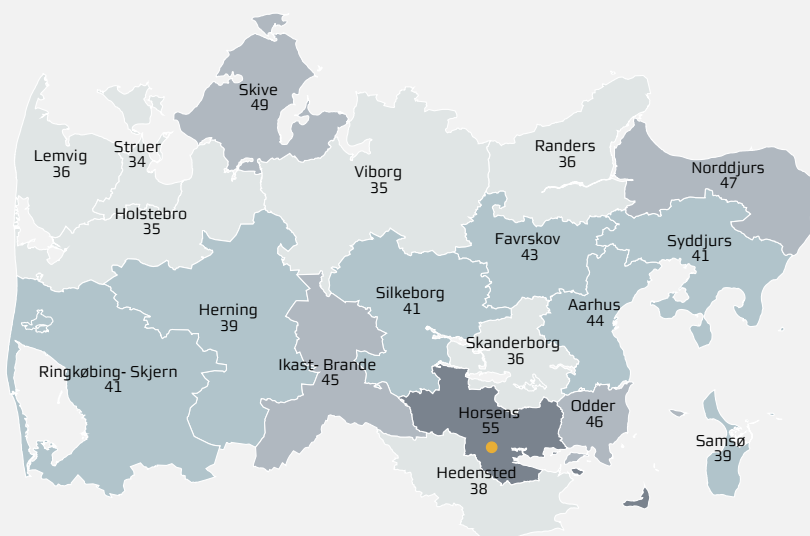 Skive
49
Struer
34
Lemvig
36
Randers
36
Viborg
35
Norddjurs
47
Holstebro
35
Favrskov
43
Syddjurs
41
Silkeborg
41
Herning
39
Aarhus
44
Skanderborg
36
Ringkøbing- Skjern
41
Ikast- Brande
45
Horsens
55
Odder
46
Samsø
39
Hedensted
38